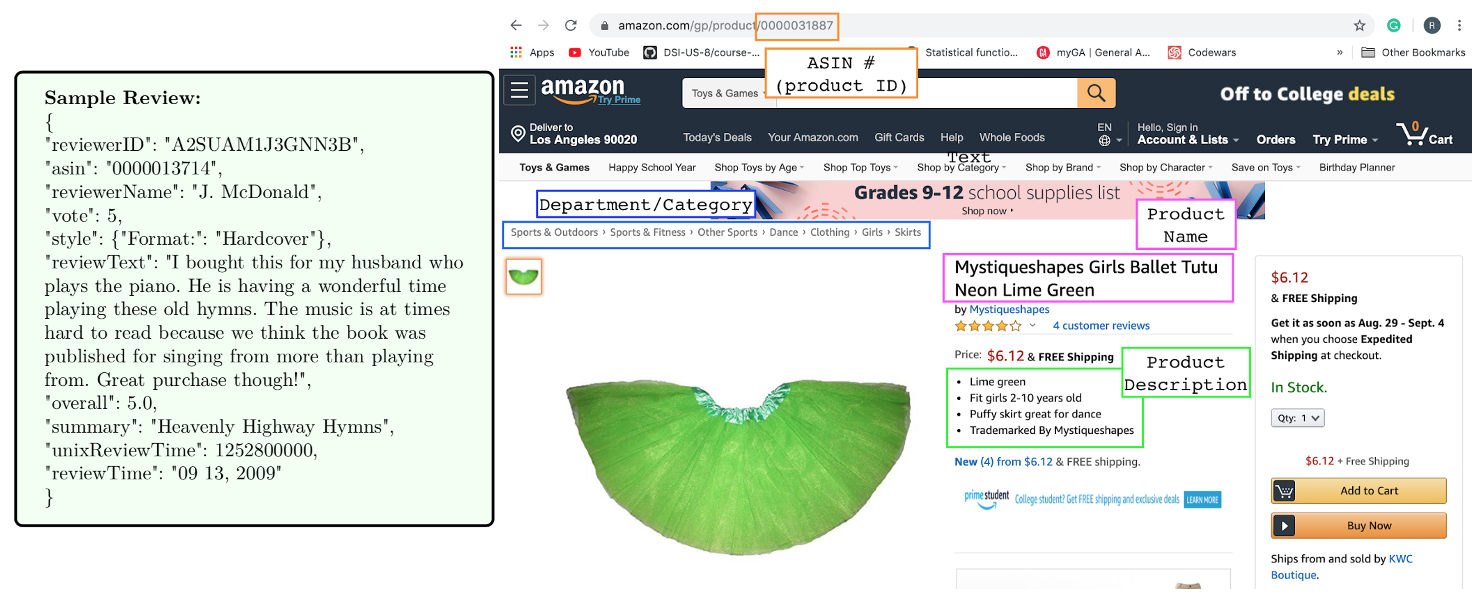 Sample Review:
{
"reviewerID": "A2SUAM1J3GNN3B",
"asin": "0000013714",
"reviewerName": "J. McDonald",
"vote": 5,
"style": {"Format:": "Hardcover"},
"reviewText": "I bought this for my husband who
plays the piano. He is having a wonderful time
playing these old hymns. The music is at times
hard to read because we think the book was
published for singing from more than playing
from. Great purchase though!",
"overall": 5.0,
"summary": "Heavenly Highway Hymns",
"unixReviewTime": 1252800000,
"reviewTime": "09 13, 2009"
}
amazon.com/gp/product/0000031887
R
Apps YouTube DSI-US-8/course-... Statistical functio... myGA | General A... Codewars » Other Bookmarks
ASIN #
(product ID)
amazon
Try Prime
Toys & Games
Off to College deals
Deliver to
Los Angeles 90020
Today's Deals Your Amazon.com Gift Cards Help Whole Foods
EN
Hello, Sign in
Account & Lists
Orders
Try Prime
0
Cart
Text
Toys & Games Happy School Year Shop Toys by Age Shop Top Toys Shop by Category Shop by Brand Shop by Character Save on Toys Birthday Planner
Grades 9-12 school supplies list
Shop now ›
Department/Category
Sports & Outdoors › Sports & Fitness › Other Sports › Dance › Clothing › Girls › Skirts
Product
Name
Mystiqueshapes Girls Ballet Tutu
Neon Lime Green
by Mystiqueshapes
4 customer reviews
Price: $6.12 & FREE Shipping
Product
Description
• Lime green
• Fit girls 2-10 years old
• Puffy skirt great for dance
• Trademarked By Mystiqueshapes
New (4) from $6.12 & FREE shipping.
prime student College student? Get FREE shipping and exclusive deals LEARN MORE
$6.12
& FREE Shipping
Get it as soon as Aug. 29 - Sept. 4
when you choose Expedited
Shipping at checkout.
In Stock.
Qty: 1
$6.12 + Free Shipping
Add to Cart
Buy Now
Ships from and sold by KWC
Boutique.